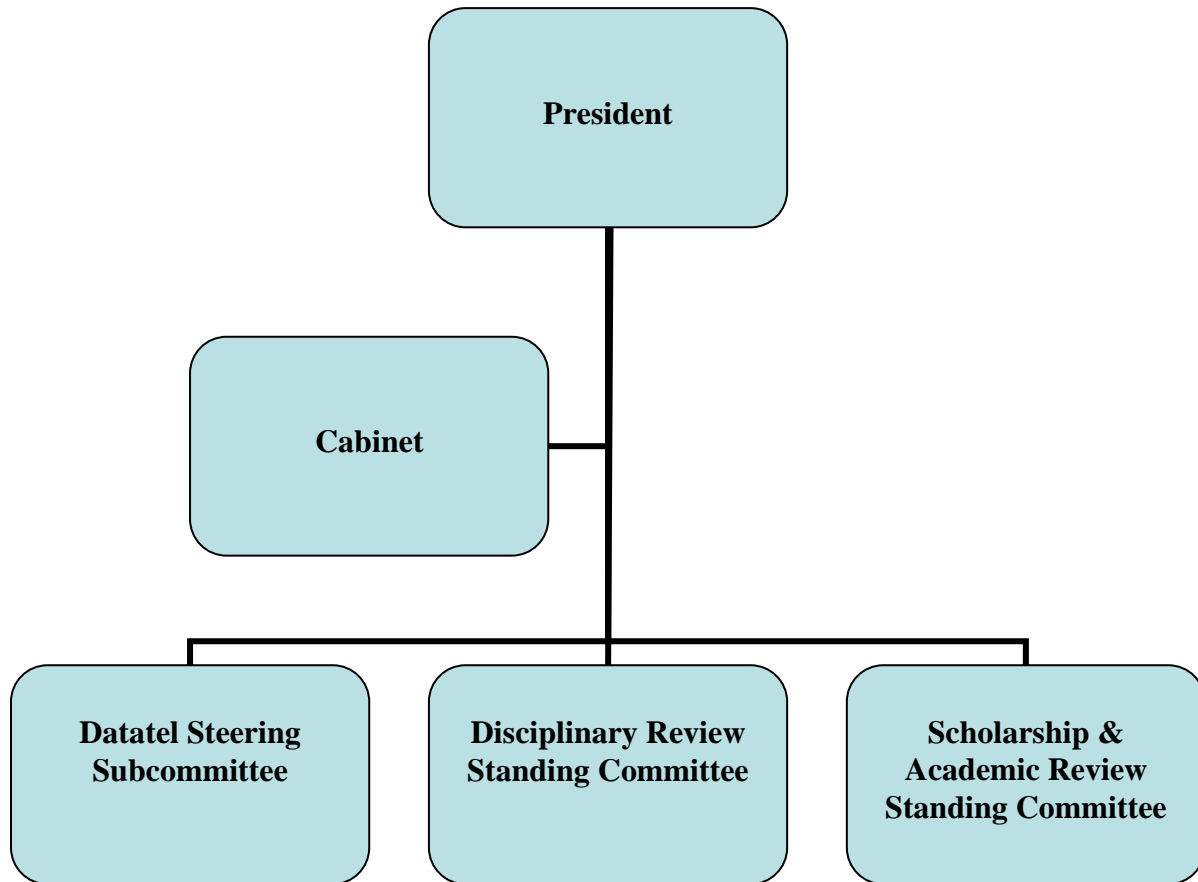 President
Cabinet
Datatel Steering
Subcommittee
Disciplinary Review
Standing Committee
Scholarship &
Academic Review
Standing Committee